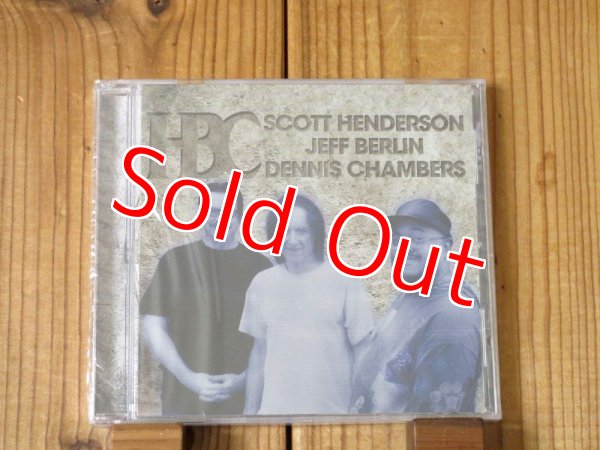 HBC
SCOTT HENDERSON
JEFF BERLIN
DENNIS CHAMBERS
Sold Out